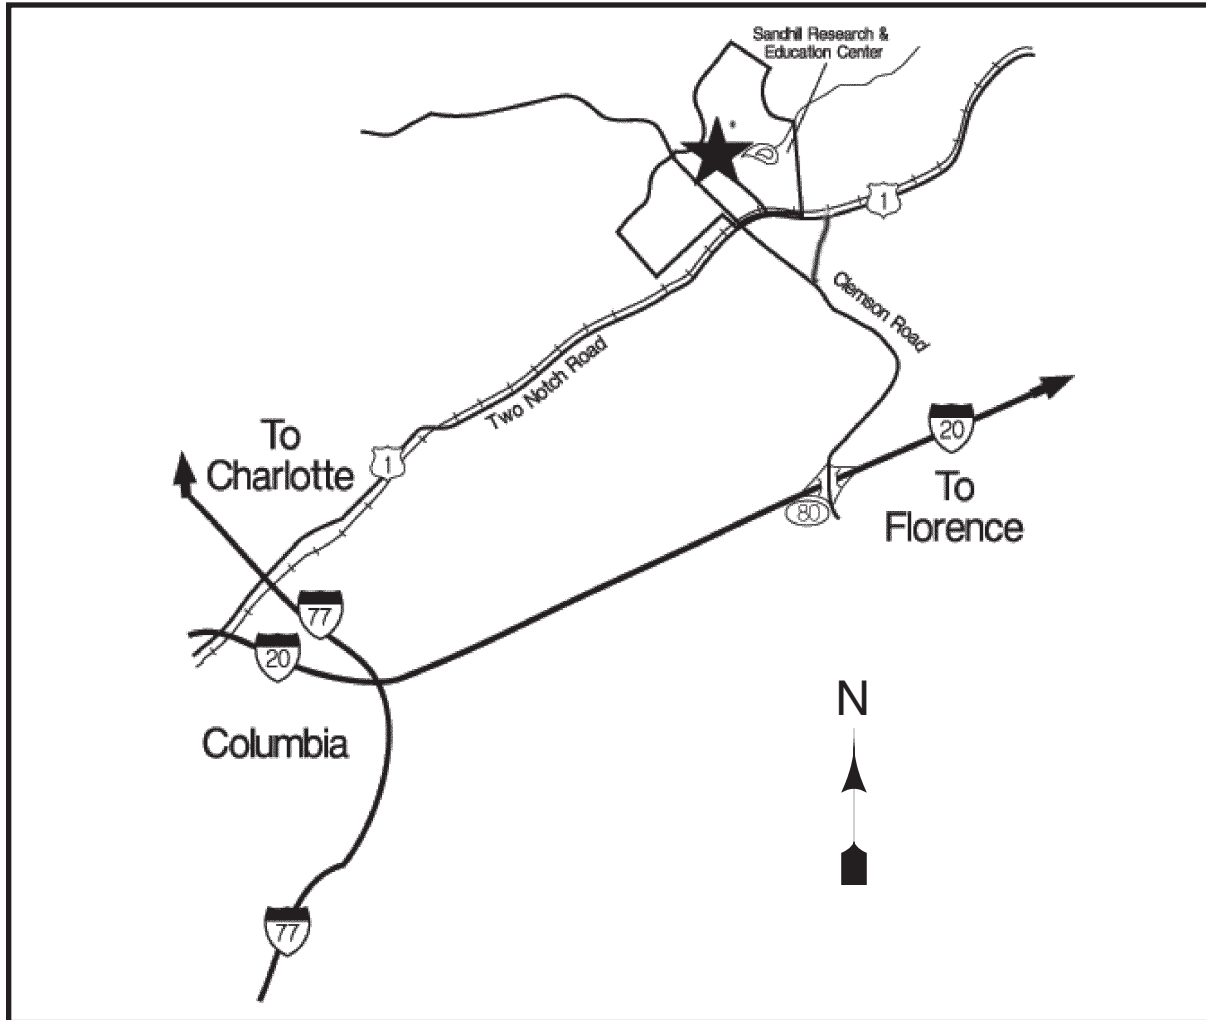 Sandhill Research &
Education Center
1
Clemson Road
Two Notch Road
20
To
Charlotte
1
To
Florence
80
77
20
N
Columbia
77